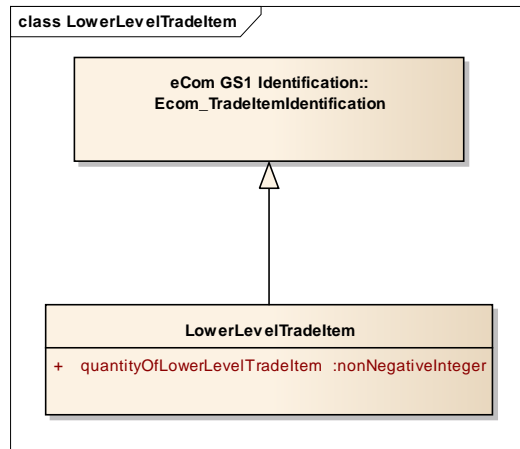 class LowerLevelTradeItem
eCom GS1 Identification::
Ecom_TradeItemIdentification
LowerLevelTradeItem
+ quantityOfLowerLevelTradeItem :nonNegativeInteger